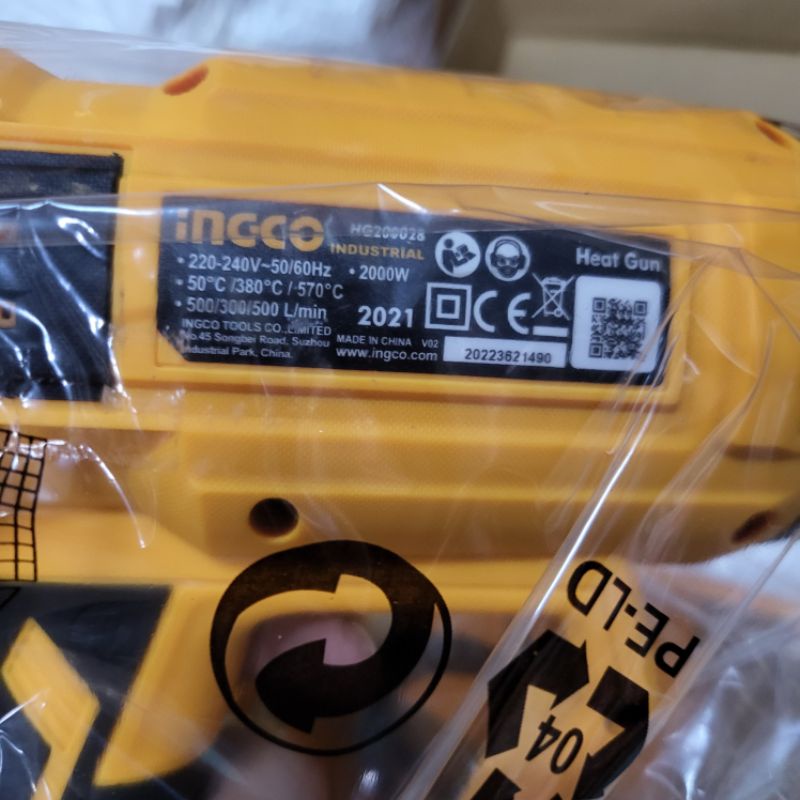 INGCO
HG200028
INDUSTRIAL
Heat Gun
• 220-240V~50/60Hz • 2000W
• 50°C /380°C / 570°C
• 500/300/500 L/min
2021
CE
INGCO TOOLS CO.,LIMITED
No.45 Songbei Road, Suzhou
Industrial Park, China.
MADE IN CHINA V02
www.ingco.com
20223621490
PE-LD
04